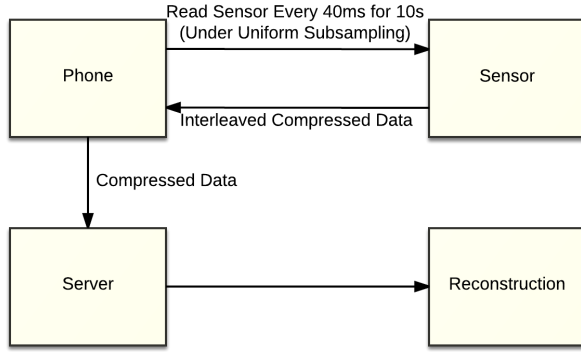 Read Sensor Every 40ms for 10s
(Under Uniform Subsampling)
Phone
Sensor
Interleaved Compressed Data
Compressed Data
Server
Reconstruction